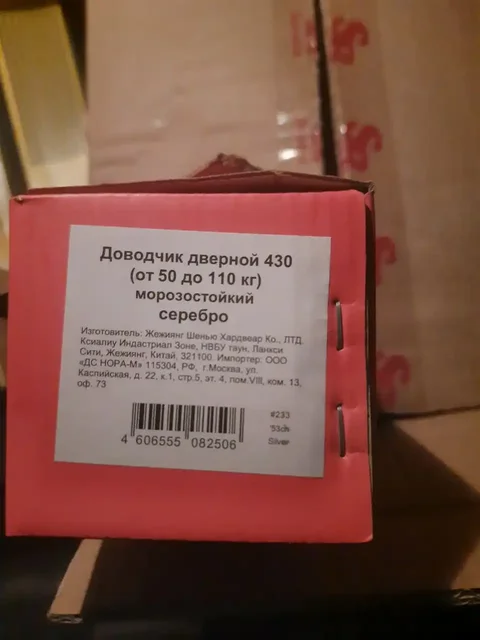 Доводчик дверной 430
(от 50 до 110 кг)
морозостойкий
серебро
Изготовитель: Жежиянг Шенью Хардвеар Ко., ЛТД.
Ксиалиу Индастриал Зоне, НВБУ таун, Ланкси
Сити, Жежиянг, Китай, 321100. Импортер: ООО
«ДС НОРА-М» 115304, РФ, г.Москва, ул.
Каспийская, д. 22, к.1, стр.5, эт. 4, пом.VIII, ком. 13,
оф. 73
#233
Silver
4 606555 082506